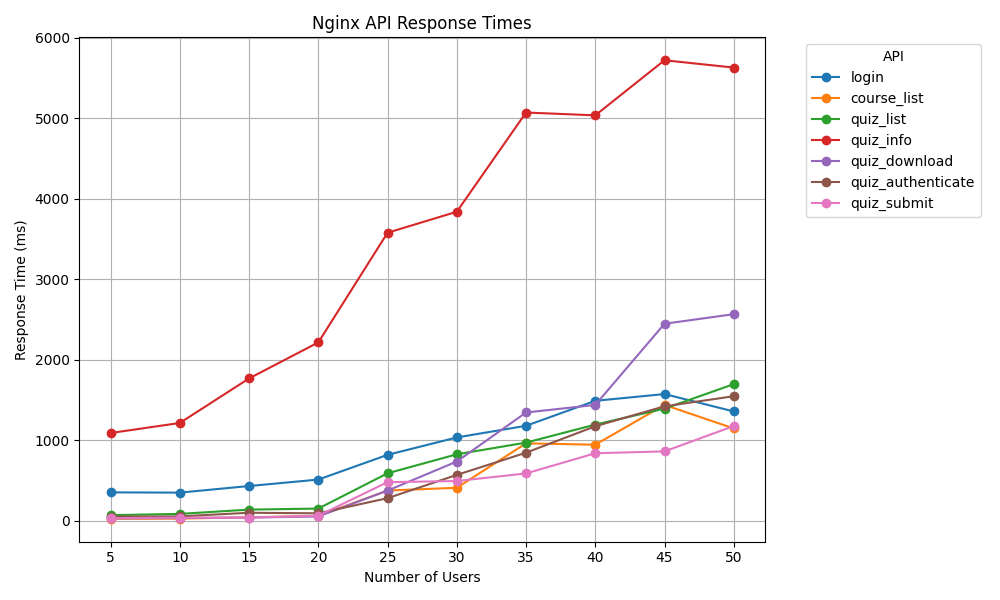 Nginx API Response Times
Response Time (ms)
6000
5000
4000
3000
2000
1000
0
5 10 15 20 25 30 35 40 45 50
Number of Users
API
login
course_list
quiz_list
quiz_info
quiz_download
quiz_authenticate
quiz_submit